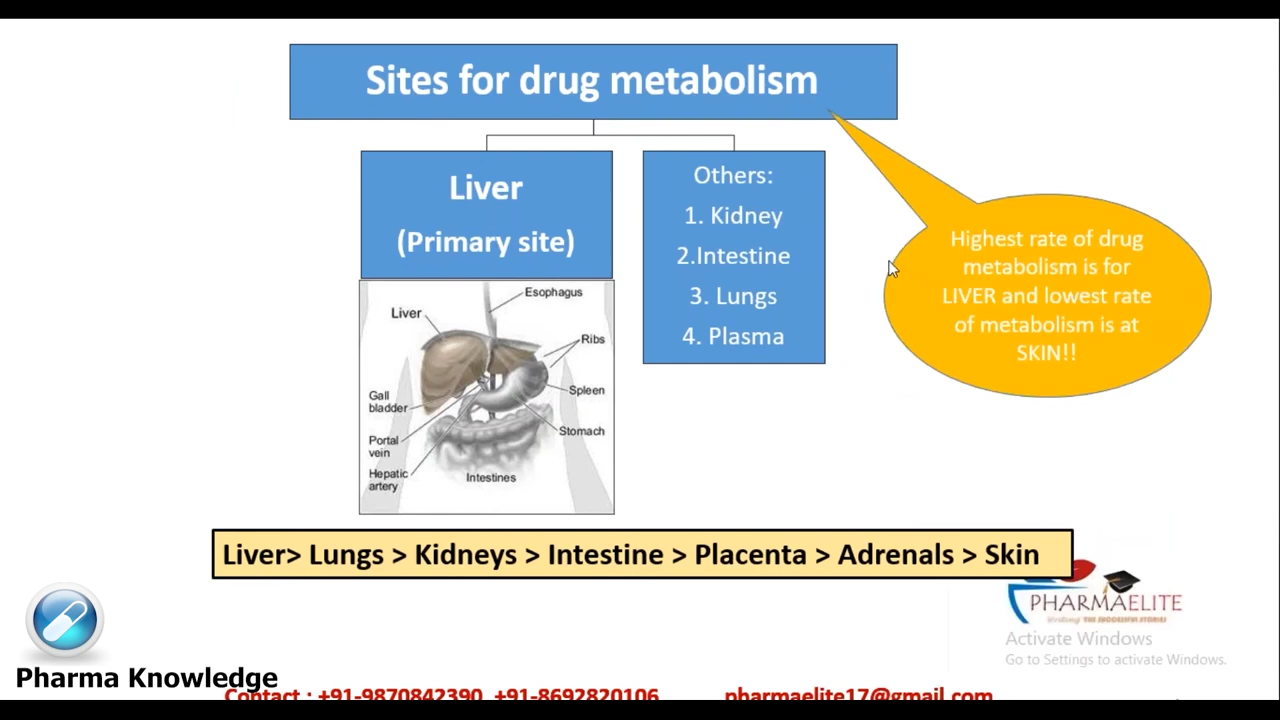 Sites for drug metabolism
Liver
(Primary site)
Others:
1. Kidney
2.Intestine
3. Lungs
4. Plasma
Highest rate of drug
metabolism is for
LIVER and lowest rate
of metabolism is at
SKIN!!
Esophagus
Liver
Ribs
Gall
bladder
Spleen
Portal
vein
Stomach
Hepatic
artery
Intestines
Liver> Lungs > Kidneys > Intestine > Placenta > Adrenals > Skin
PHARMAELITE
THE SUCCESSFUL STORIES
Activate Windows
Go to Settings to activate Windows.
Pharma Knowledge
Contact : +91-9870842390, +91-8692820106 pharmaelite17@gmail.com